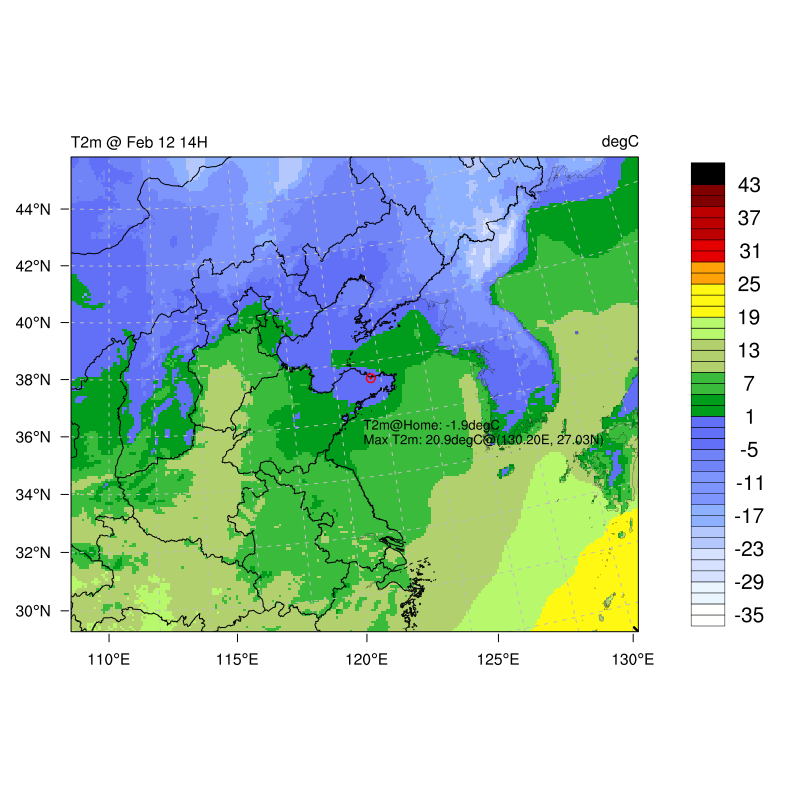 T2m @ Feb 12 14H
degC
44°N
42°N
40°N
38°N
36°N
34°N
32°N
30°N
T2m@Home: -1.9degC
Max T2m: 20.9degC@(130.20E, 27.03N)
110°E
115°E
120°E
125°E
130°E
43
37
31
25
19
13
7
1
-5
-11
-17
-23
-29
-35